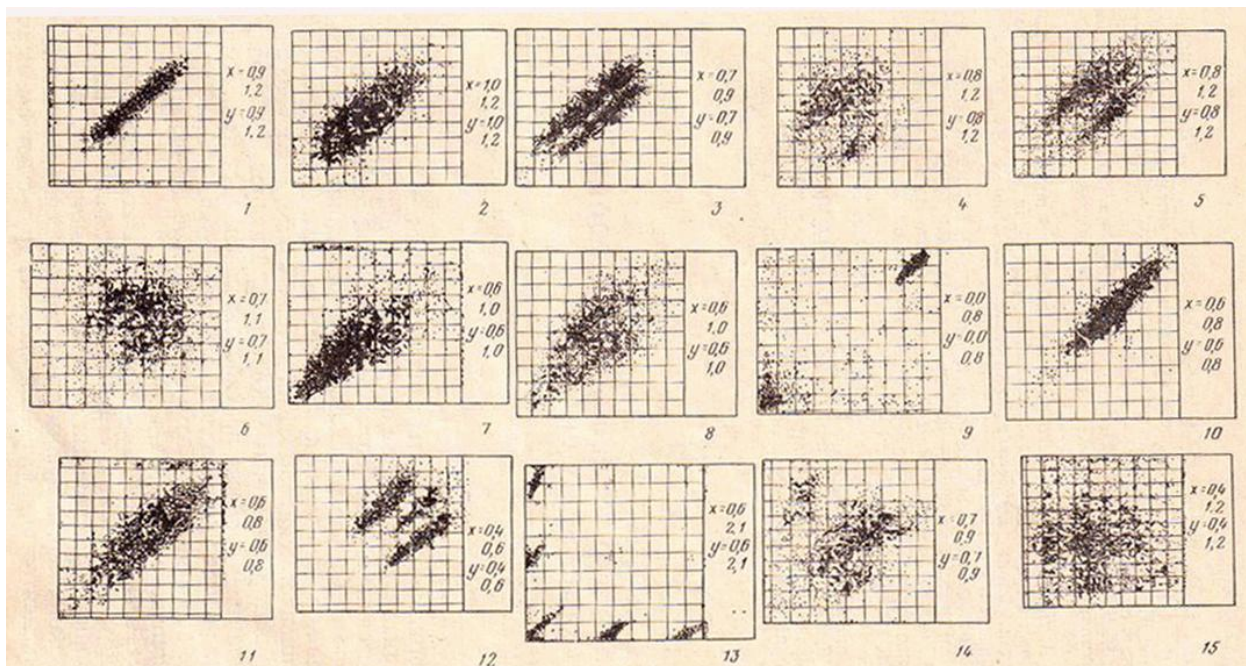 x=0,9
1,2
y=0,9
1,2
1
x=1,0
1,2
y=1,0
1,2
2
x=0,7
0,9
y=0,7
0,9
3
x=0,8
1,2
y=0,8
1,2
4
x=0,8
1,2
y=0,8
1,2
5
x=0,7
1,1
y=0,7
1,1
6
x=0,6
1,0
y=0,6
1,0
7
x=0,6
1,0
y=0,6
1,0
8
x=0,0
0,8
y=0,0
0,8
9
x=0,6
0,8
y=0,6
0,8
10
x=0,6
0,8
y=0,6
0,8
11
x=0,4
0,6
y=0,4
0,6
12
x=0,6
2,1
y=0,6
2,1
13
x=0,7
0,9
y=0,7
0,9
14
x=0,4
1,2
y=0,4
1,2
15